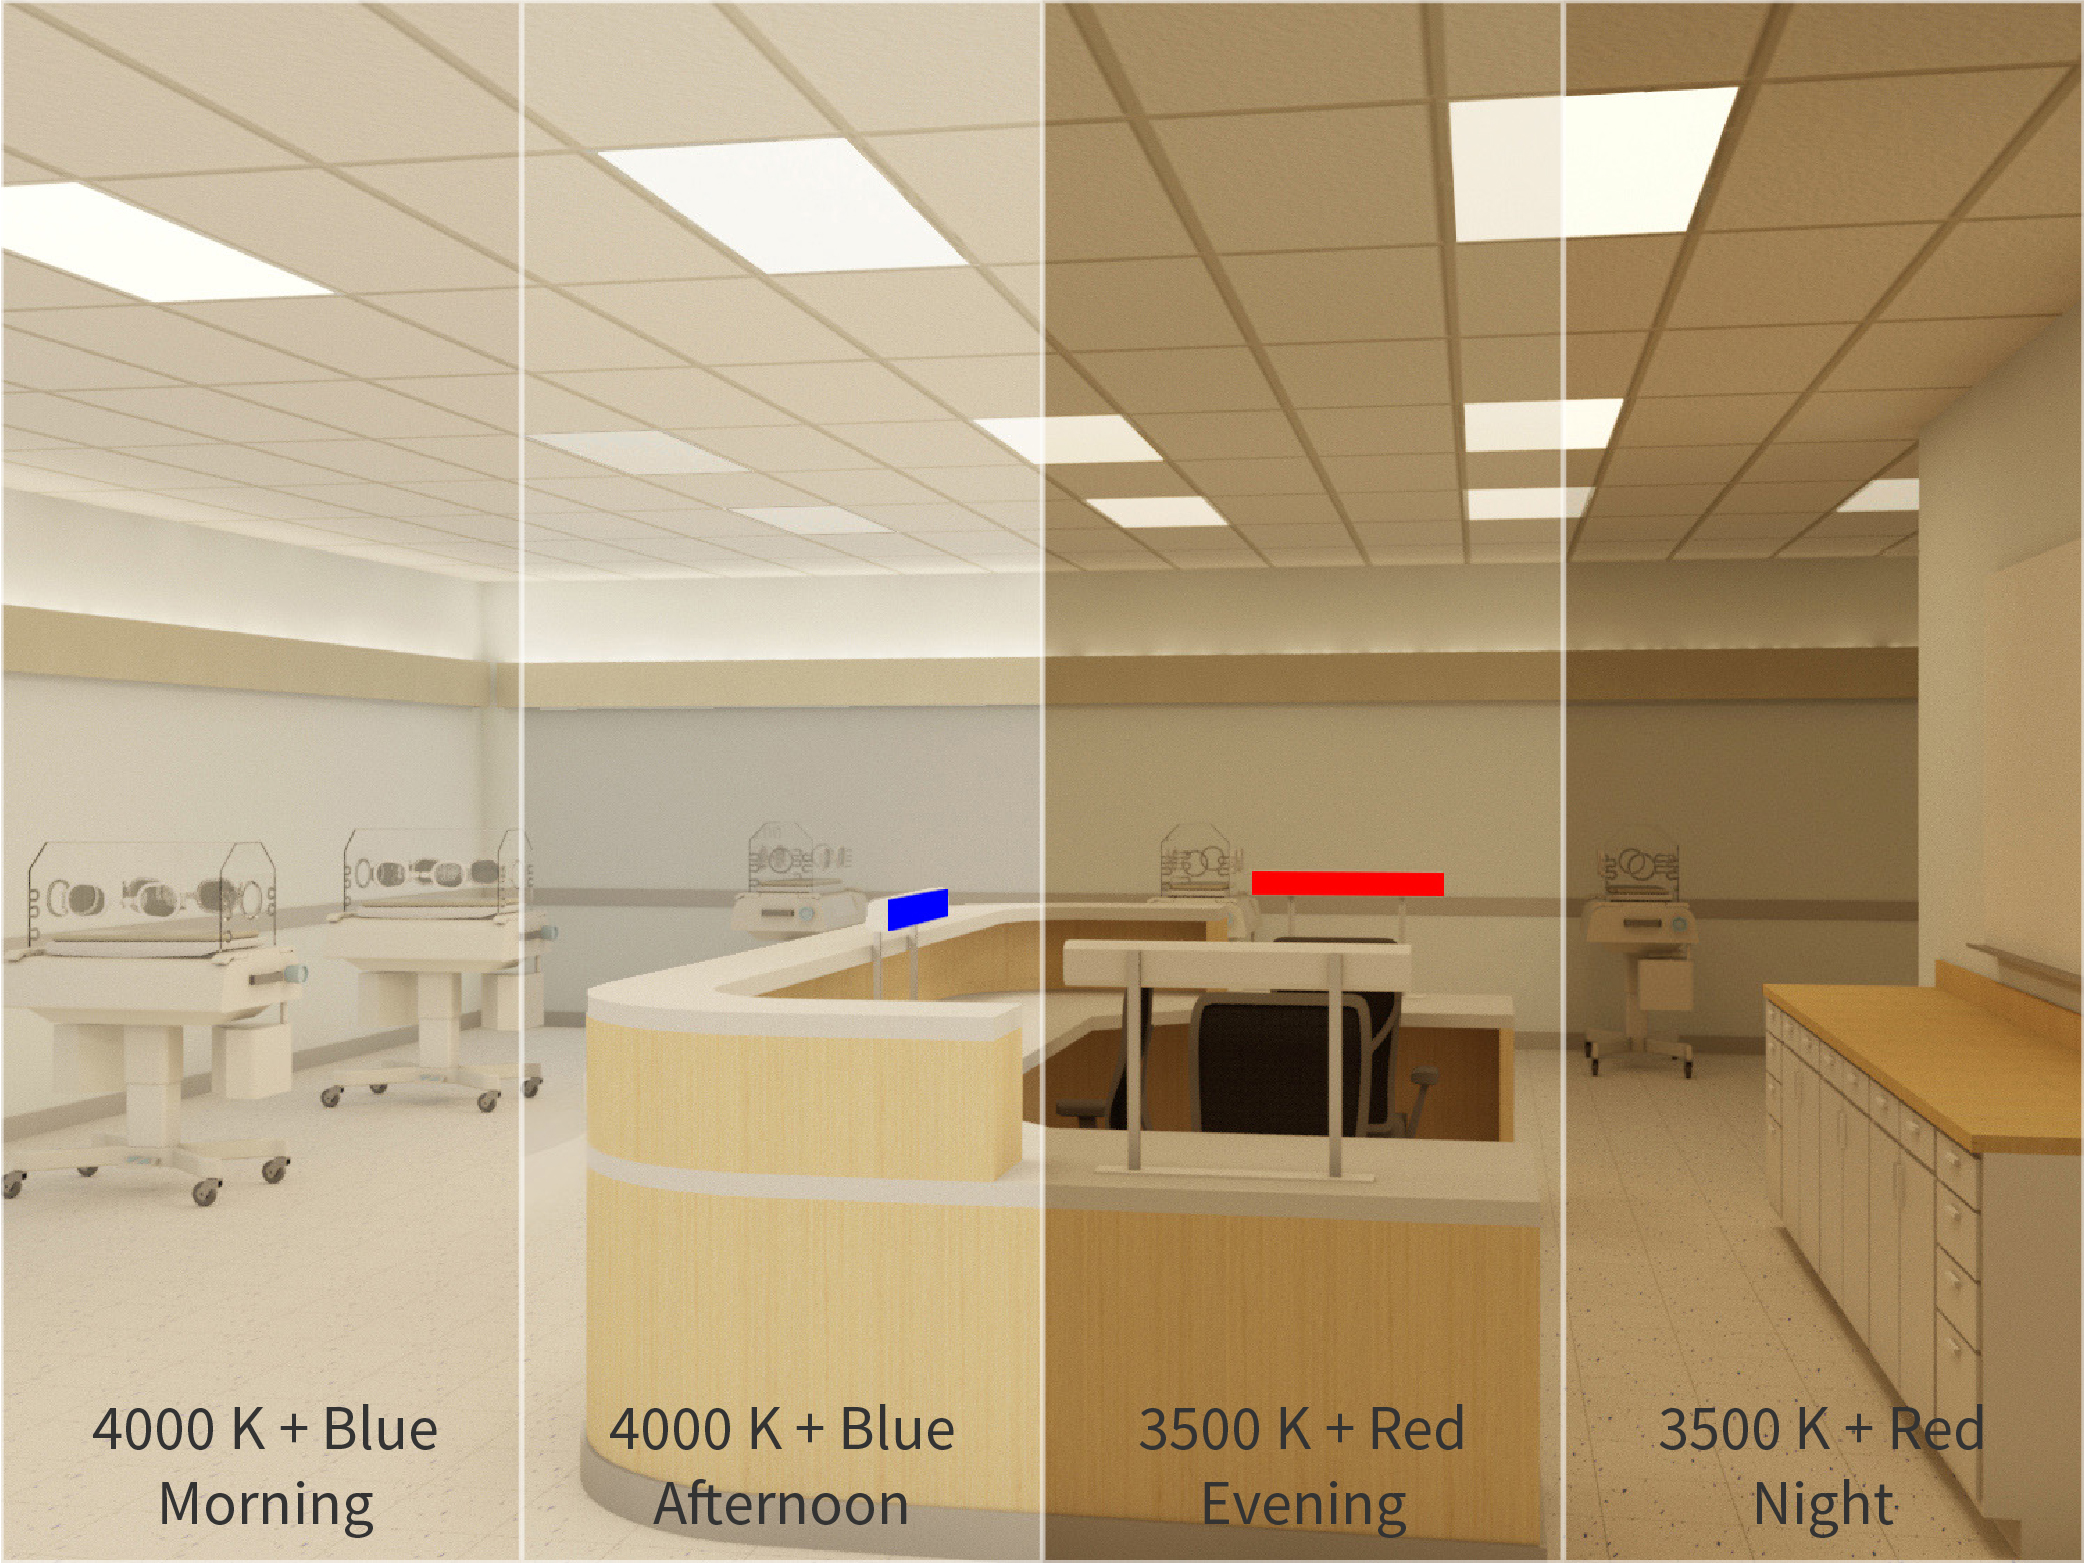 4000 K + Blue
Morning
4000 K + Blue
Afternoon
3500 K + Red
Evening
3500 K + Red
Night